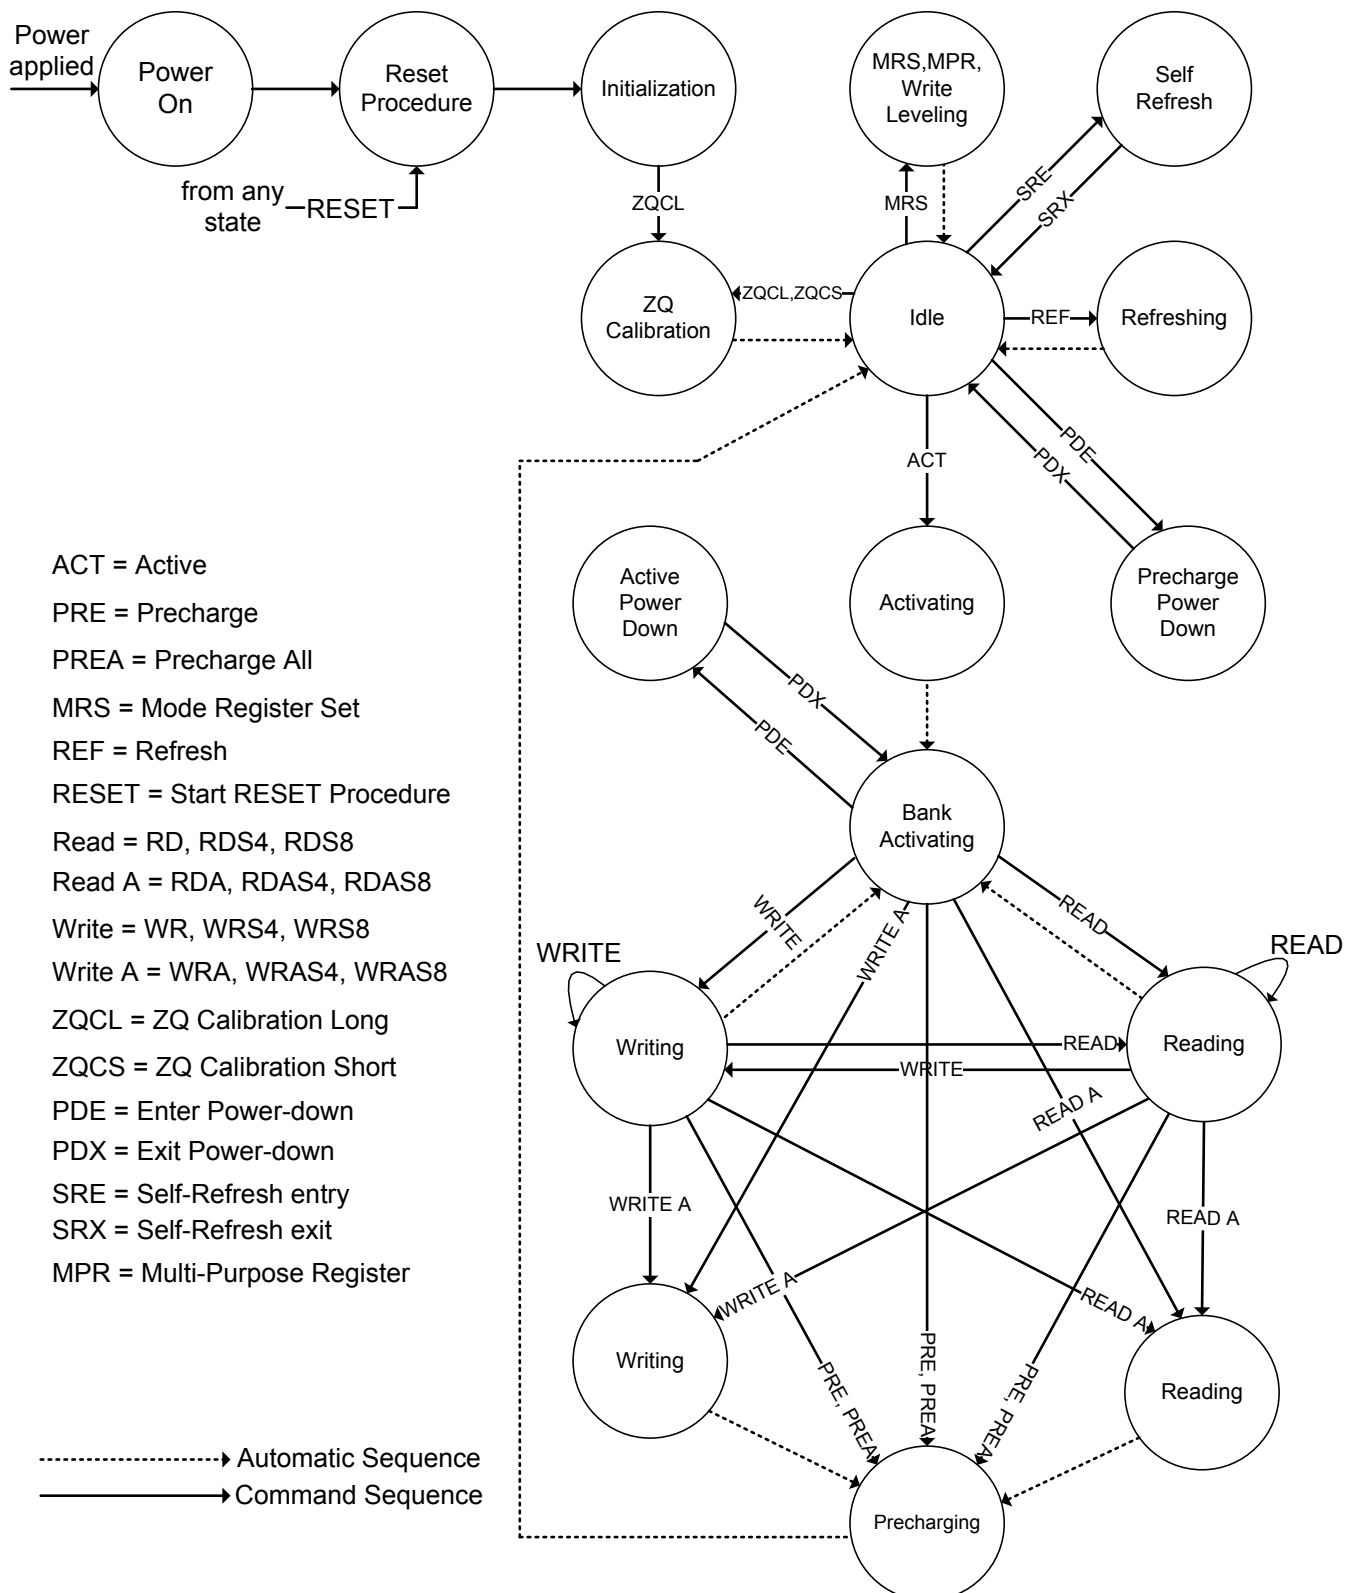 Power
applied
Power
On
Reset
Procedure
Initialization
MRS,MPR,
Write
Leveling
Self
Refresh
from any
state
RESET
ZQCL
MRS
SRE
SRX
ZQ
Calibration
ZQCL,ZQCS
Idle
REF
Refreshing
ACT
PDE
PDX
Active
Power
Down
Activating
Precharge
Power
Down
PDX
PDE
Bank
Activating
ACT = Active
PRE = Precharge
PREA = Precharge All
MRS = Mode Register Set
REF = Refresh
RESET = Start RESET Procedure
Read = RD, RDS4, RDS8
Read A = RDA, RDAS4, RDAS8
Write = WR, WRS4, WRS8
Write A = WRA, WRAS4, WRAS8
ZQCL = ZQ Calibration Long
ZQCS = ZQ Calibration Short
PDE = Enter Power-down
PDX = Exit Power-down
SRE = Self-Refresh entry
SRX = Self-Refresh exit
MPR = Multi-Purpose Register
WRITE
WRITE A
READ
WRITE
READ
Writing
READ
WRITE
Reading
READ A
WRITE A
READ A
WRITE A
READ A
Writing
PRE, PREA
PRE, PREA
PRE, PREA
Reading
Precharging
Automatic Sequence
Command Sequence